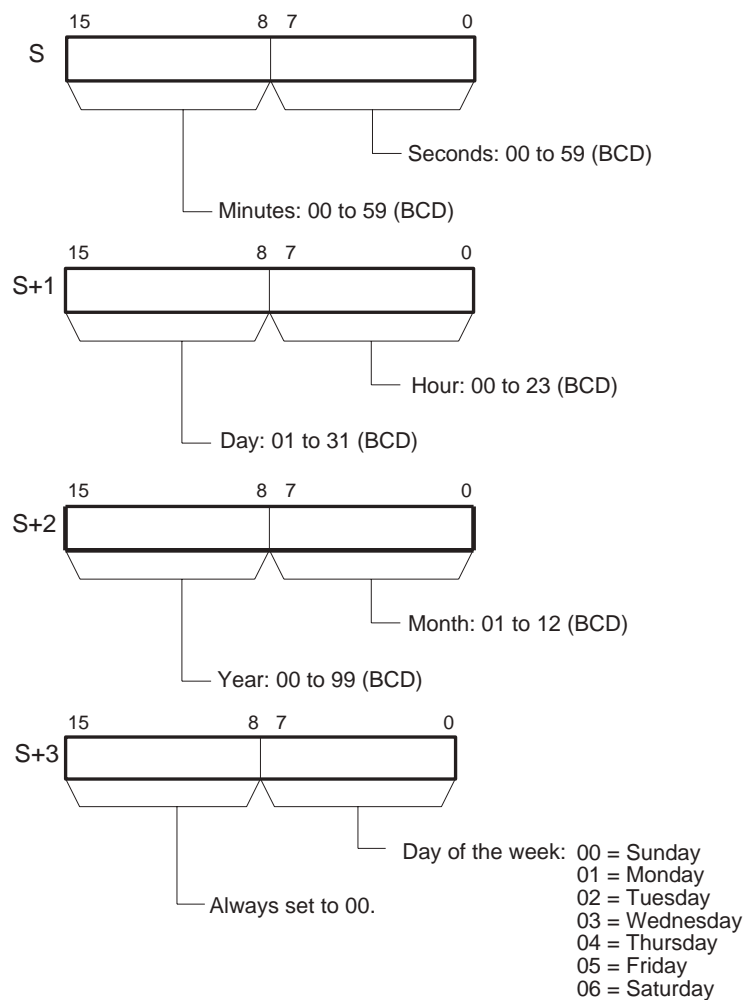 15 8 7 0
S
Seconds: 00 to 59 (BCD)
Minutes: 00 to 59 (BCD)
15 8 7 0
S+1
Hour: 00 to 23 (BCD)
Day: 01 to 31 (BCD)
15 8 7 0
S+2
Month: 01 to 12 (BCD)
Year: 00 to 99 (BCD)
15 8 7 0
S+3
Day of the week: 00 = Sunday
01 = Monday
02 = Tuesday
03 = Wednesday
Always set to 00.
04 = Thursday
05 = Friday
06 = Saturday